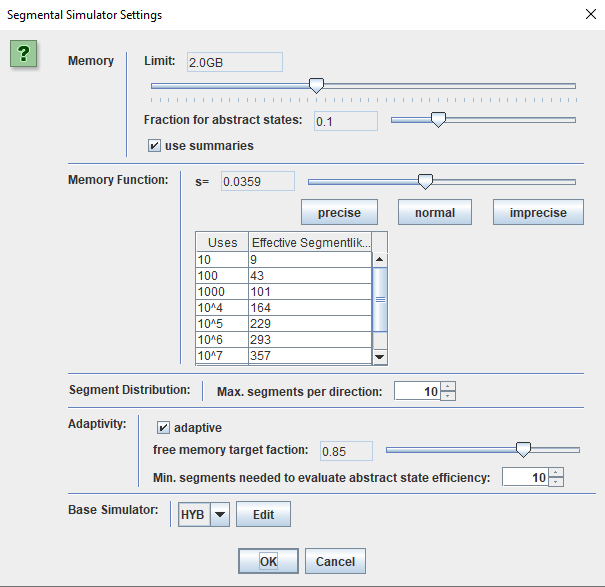 Segmental Simulator Settings
?
Memory
Limit: 2.0GB
Fraction for abstract states: 0.1
use summaries
Memory Function: s= 0.0359
precise normal imprecise
Uses Effective Segmentlik...
10 9
100 43
1000 101
10^4 164
10^5 229
10^6 293
10^7 357
Segment Distribution: Max. segments per direction: 10
Adaptivity: adaptive
free memory target faction: 0.85
Min. segments needed to evaluate abstract state efficiency: 10
Base Simulator: HYB Edit
OK Cancel